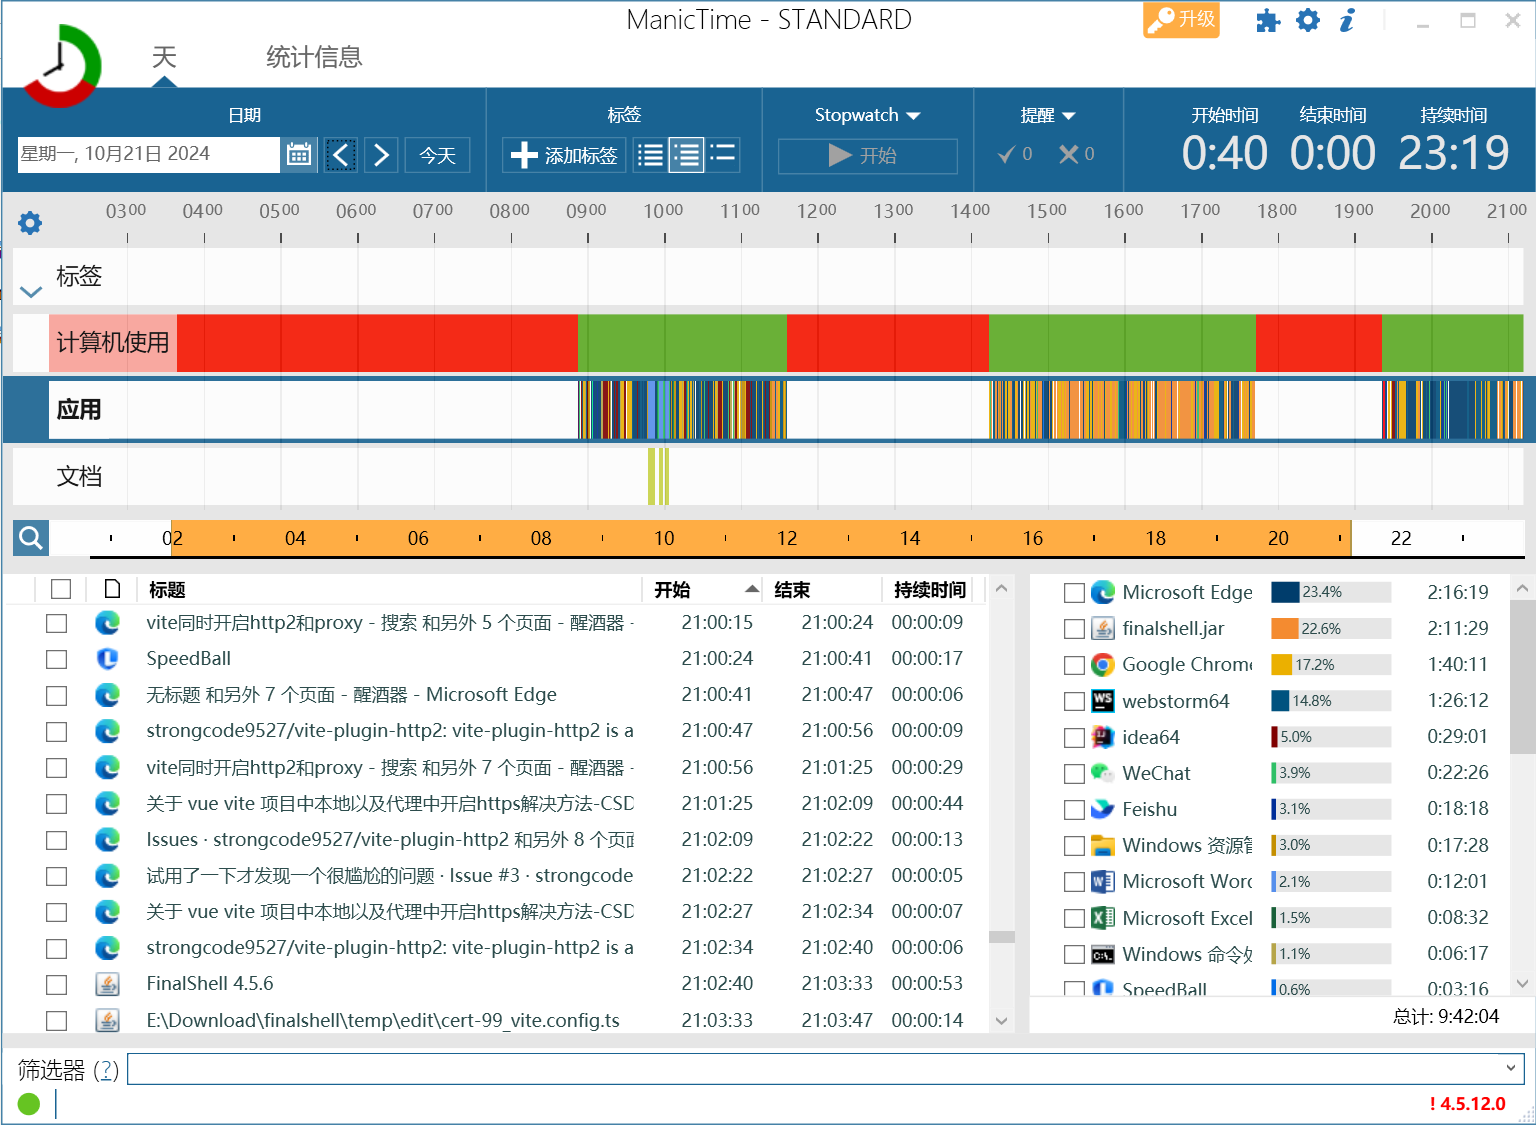 ManicTime - STANDARD
升级
天
统计信息
日期
标签
Stopwatch
提醒
开始时间
结束时间
持续时间
星期一, 10月21日 2024
今天
添加标签
开始
0
0
0:40
0:00
23:19
0300 0400 0500 0600 0700 0800 0900 1000 1100 1200 1300 1400 1500 1600 1700 1800 1900 2000 2100
标签
计算机使用
应用
文档
02 04 06 08 10 12 14 16 18 20 22
标题 开始 结束 持续时间
vite同时开启http2和proxy - 搜索 和另外 5 个页面 - 醒酒器 - 21:00:15 21:00:24 00:00:09
SpeedBall 21:00:24 21:00:41 00:00:17
无标题 和另外 7 个页面 - 醒酒器 - Microsoft Edge 21:00:41 21:00:47 00:00:06
strongcode9527/vite-plugin-http2: vite-plugin-http2 is a 21:00:47 21:00:56 00:00:09
vite同时开启http2和proxy - 搜索 和另外 7 个页面 - 醒酒器 - 21:00:56 21:01:25 00:00:29
关于 vue vite 项目中本地以及代理中开启https解决方法-CSD 21:01:25 21:02:09 00:00:44
Issues · strongcode9527/vite-plugin-http2 和另外 8 个页面 21:02:09 21:02:22 00:00:13
试用了一下才发现一个很尴尬的问题 · Issue #3 · strongcode 21:02:22 21:02:27 00:00:05
关于 vue vite 项目中本地以及代理中开启https解决方法-CSD 21:02:27 21:02:34 00:00:07
strongcode9527/vite-plugin-http2: vite-plugin-http2 is a 21:02:34 21:02:40 00:00:06
FinalShell 4.5.6 21:02:40 21:03:33 00:00:53
E:\Download\finalshell\temp\edit\cert-99_vite.config.ts 21:03:33 21:03:47 00:00:14
Microsoft Edge 23.4% 2:16:19
finalshell.jar 22.6% 2:11:29
Google Chrome 17.2% 1:40:11
webstorm64 14.8% 1:26:12
idea64 5.0% 0:29:01
WeChat 3.9% 0:22:26
Feishu 3.1% 0:18:18
Windows 资源管 3.0% 0:17:28
Microsoft Word 2.1% 0:12:01
Microsoft Excel 1.5% 0:08:32
Windows 命令处 1.1% 0:06:17
SpeedBall 0.6% 0:03:16
总计: 9:42:04
筛选器 (?)
! 4.5.12.0